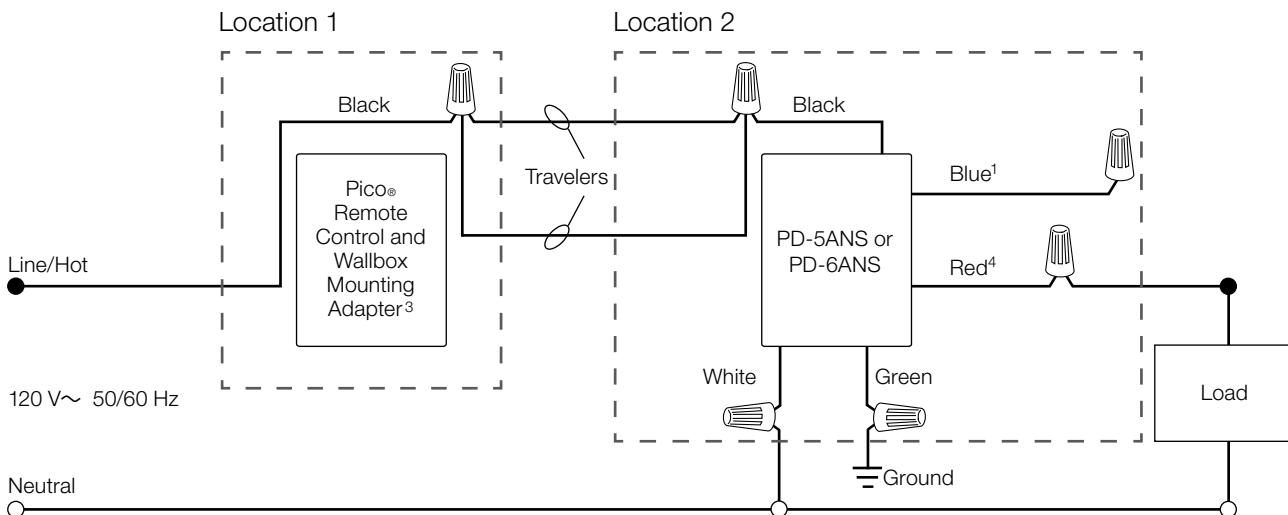 Location 1
Location 2
Black
Black
Travelers
Blue¹
Pico®
Remote
Control and
Wallbox
Mounting
Adapter³
PD-5ANS or
PD-6ANS
Line/Hot
Red⁴
White
Green
120 V~ 50/60 Hz
Load
Ground
Neutral